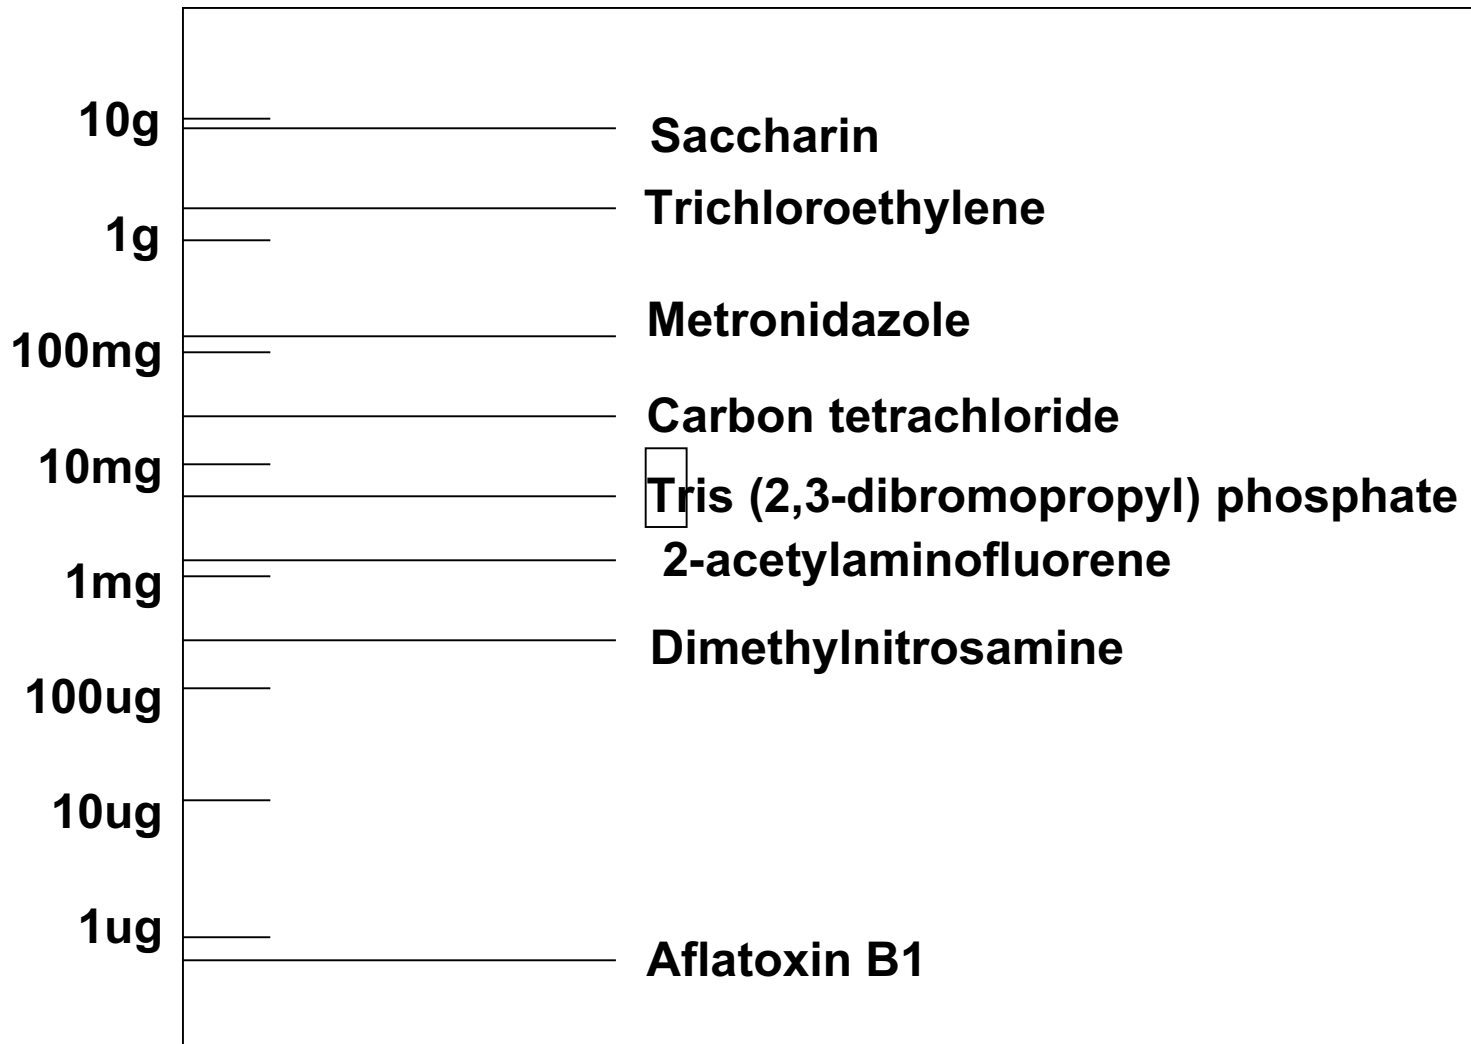 10g
Saccharin
Trichloroethylene
1g
Metronidazole
100mg
Carbon tetrachloride
10mg
Tris (2,3-dibromopropyl) phosphate
2-acetylaminofluorene
1mg
Dimethylnitrosamine
100ug
10ug
1ug
Aflatoxin B1